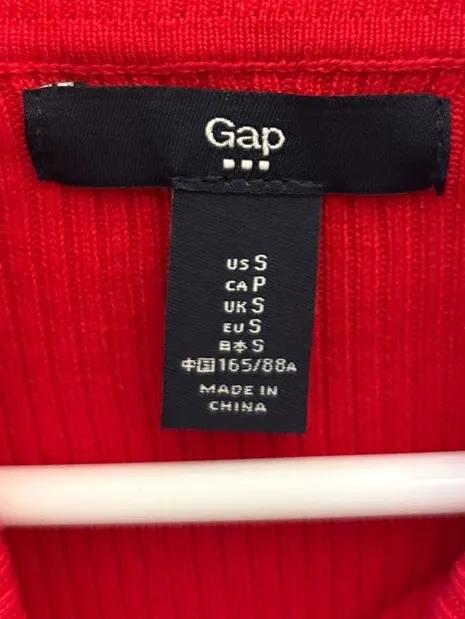 Gap
US S
CA P
UK S
EU S
日本 S
中国 165/88A
MADE IN
CHINA